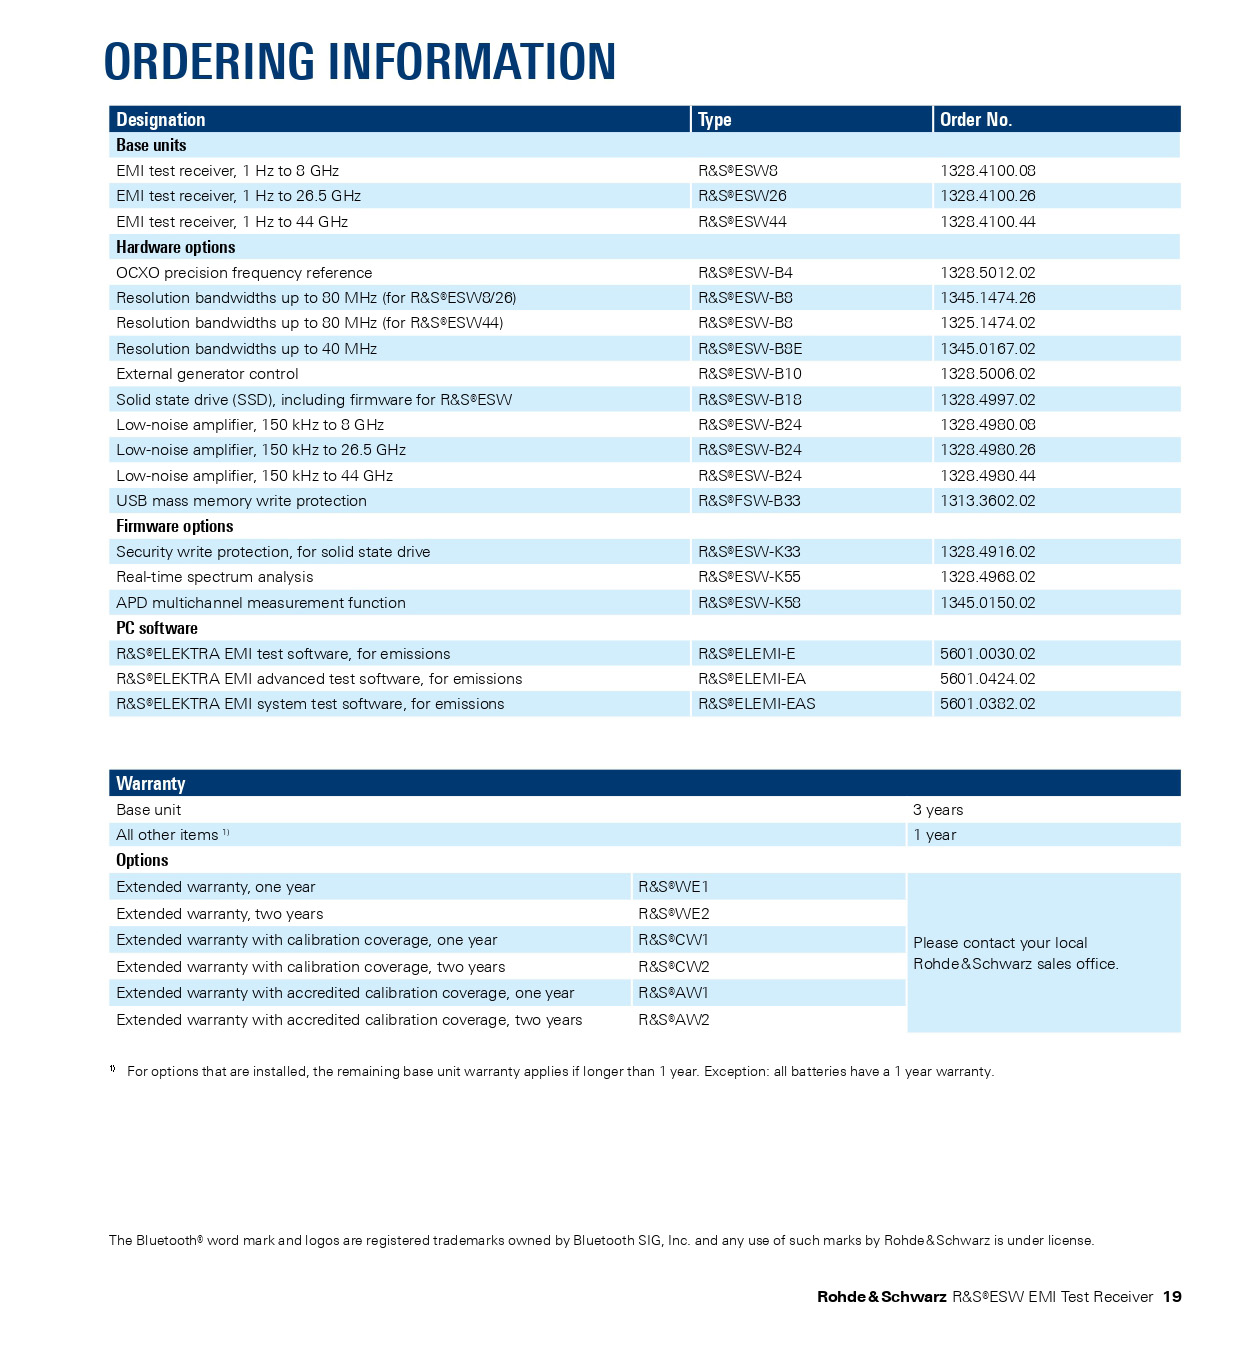 ORDERING INFORMATION
Designation Type Order No.
Base units
EMI test receiver, 1 Hz to 8 GHz R&S®ESW8 1328.4100.08
EMI test receiver, 1 Hz to 26.5 GHz R&S®ESW26 1328.4100.26
EMI test receiver, 1 Hz to 44 GHz R&S®ESW44 1328.4100.44
Hardware options
OCXO precision frequency reference R&S®ESW-B4 1328.5012.02
Resolution bandwidths up to 80 MHz (for R&S®ESW8/26) R&S®ESW-B8 1345.1474.26
Resolution bandwidths up to 80 MHz (for R&S®ESW44) R&S®ESW-B8 1325.1474.02
Resolution bandwidths up to 40 MHz R&S®ESW-B8E 1345.0167.02
External generator control R&S®ESW-B10 1328.5006.02
Solid state drive (SSD), including firmware for R&S®ESW R&S®ESW-B18 1328.4997.02
Low-noise amplifier, 150 kHz to 8 GHz R&S®ESW-B24 1328.4980.08
Low-noise amplifier, 150 kHz to 26.5 GHz R&S®ESW-B24 1328.4980.26
Low-noise amplifier, 150 kHz to 44 GHz R&S®ESW-B24 1328.4980.44
USB mass memory write protection R&S®FSW-B33 1313.3602.02
Firmware options
Security write protection, for solid state drive R&S®ESW-K33 1328.4916.02
Real-time spectrum analysis R&S®ESW-K55 1328.4968.02
APD multichannel measurement function R&S®ESW-K58 1345.0150.02
PC software
R&S®ELEKTRA EMI test software, for emissions R&S®ELEMI-E 5601.0030.02
R&S®ELEKTRA EMI advanced test software, for emissions R&S®ELEMI-EA 5601.0424.02
R&S®ELEKTRA EMI system test software, for emissions R&S®ELEMI-EAS 5601.0382.02
Warranty
Base unit 3 years
All other items 1) 1 year
Options
Extended warranty, one year R&S®WE1
Extended warranty, two years R&S®WE2
Extended warranty with calibration coverage, one year R&S®CW1
Extended warranty with calibration coverage, two years R&S®CW2
Extended warranty with accredited calibration coverage, one year R&S®AW1
Extended warranty with accredited calibration coverage, two years R&S®AW2
Please contact your local
Rohde & Schwarz sales office.
1) For options that are installed, the remaining base unit warranty applies if longer than 1 year. Exception: all batteries have a 1 year warranty.
The Bluetooth® word mark and logos are registered trademarks owned by Bluetooth SIG, Inc. and any use of such marks by Rohde & Schwarz is under license.
Rohde & Schwarz R&S®ESW EMI Test Receiver 19